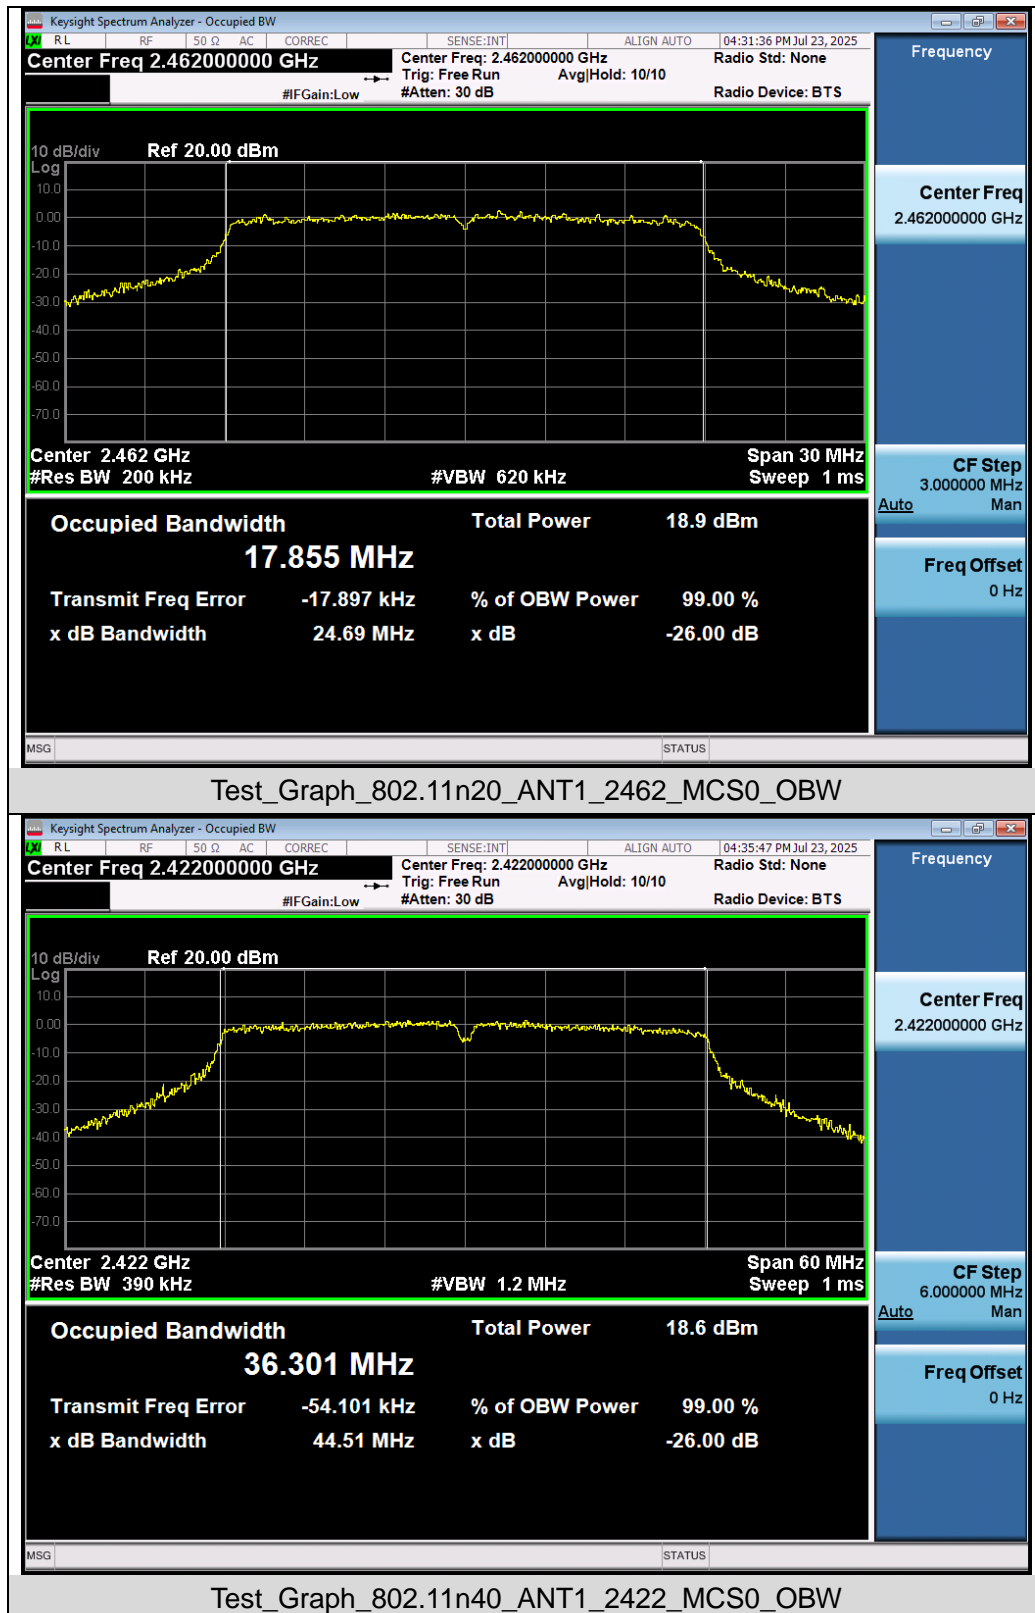 Keysight Spectrum Analyzer - Occupied BW
LXI RL RF 50 Ω AC CORREC SENSE:INT ALIGN AUTO 04:31:36 PM Jul 23, 2025
Center Freq 2.462000000 GHz
Center Freq: 2.462000000 GHz Radio Std: None
Trig: Free Run Avg|Hold: 10/10
#IFGain:Low #Atten: 30 dB Radio Device: BTS
Frequency
10 dB/div Ref 20.00 dBm
Log
10.0
0.00
-10.0
-20.0
-30.0
-40.0
-50.0
-60.0
-70.0
Center Freq
2.462000000 GHz
Center 2.462 GHz Span 30 MHz
#Res BW 200 kHz #VBW 620 kHz Sweep 1 ms
CF Step
3.000000 MHz
Auto Man
Occupied Bandwidth Total Power 18.9 dBm
17.855 MHz
Transmit Freq Error -17.897 kHz % of OBW Power 99.00 %
x dB Bandwidth 24.69 MHz x dB -26.00 dB
Freq Offset
0 Hz
MSG STATUS
Test_Graph_802.11n20_ANT1_2462_MCS0_OBW
Keysight Spectrum Analyzer - Occupied BW
LXI RL RF 50 Ω AC CORREC SENSE:INT ALIGN AUTO 04:35:47 PM Jul 23, 2025
Center Freq 2.422000000 GHz
Center Freq: 2.422000000 GHz Radio Std: None
Trig: Free Run Avg|Hold: 10/10
#IFGain:Low #Atten: 30 dB Radio Device: BTS
Frequency
10 dB/div Ref 20.00 dBm
Log
10.0
0.00
-10.0
-20.0
-30.0
-40.0
-50.0
-60.0
-70.0
Center Freq
2.422000000 GHz
Center 2.422 GHz Span 60 MHz
#Res BW 390 kHz #VBW 1.2 MHz Sweep 1 ms
CF Step
6.000000 MHz
Auto Man
Occupied Bandwidth Total Power 18.6 dBm
36.301 MHz
Transmit Freq Error -54.101 kHz % of OBW Power 99.00 %
x dB Bandwidth 44.51 MHz x dB -26.00 dB
Freq Offset
0 Hz
MSG STATUS
Test_Graph_802.11n40_ANT1_2422_MCS0_OBW